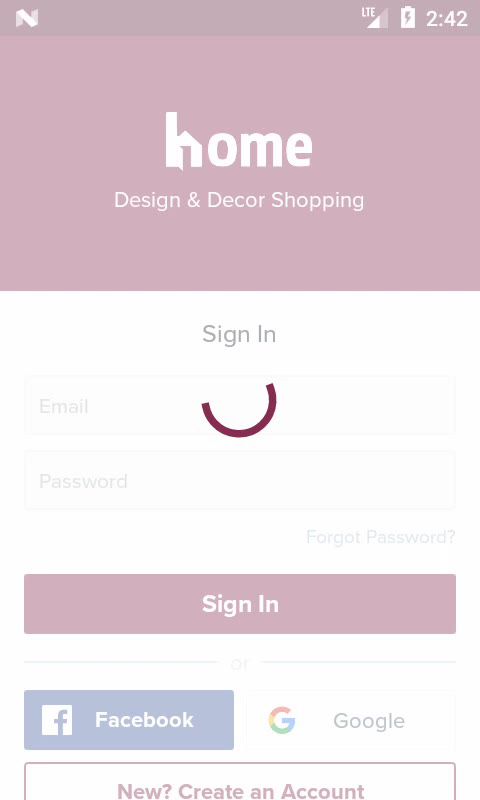 LTE 2:42
home
Design & Decor Shopping
Sign In
Email
Password
Forgot Password?
Sign In
or
Facebook
Google
New? Create an Account